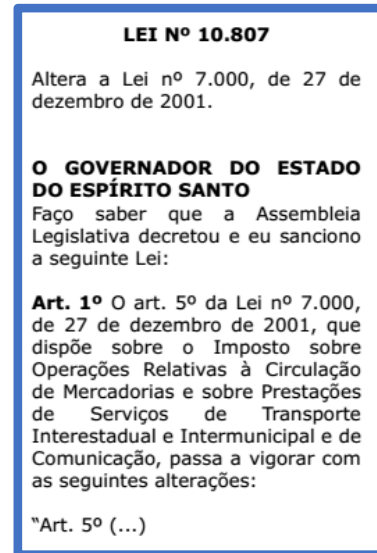 LEI Nº 10.807
Altera a Lei nº 7.000, de 27 de
dezembro de 2001.
O GOVERNADOR DO ESTADO
DO ESPÍRITO SANTO
Faço saber que a Assembleia
Legislativa decretou e eu sanciono
a seguinte Lei:
Art. 1º O art. 5º da Lei nº 7.000,
de 27 de dezembro de 2001, que
dispõe sobre o Imposto sobre
Operações Relativas à Circulação
de Mercadorias e sobre Prestações
de Serviços de Transporte
Interestadual e Intermunicipal e de
Comunicação, passa a vigorar com
as seguintes alterações:
“Art. 5º (...)